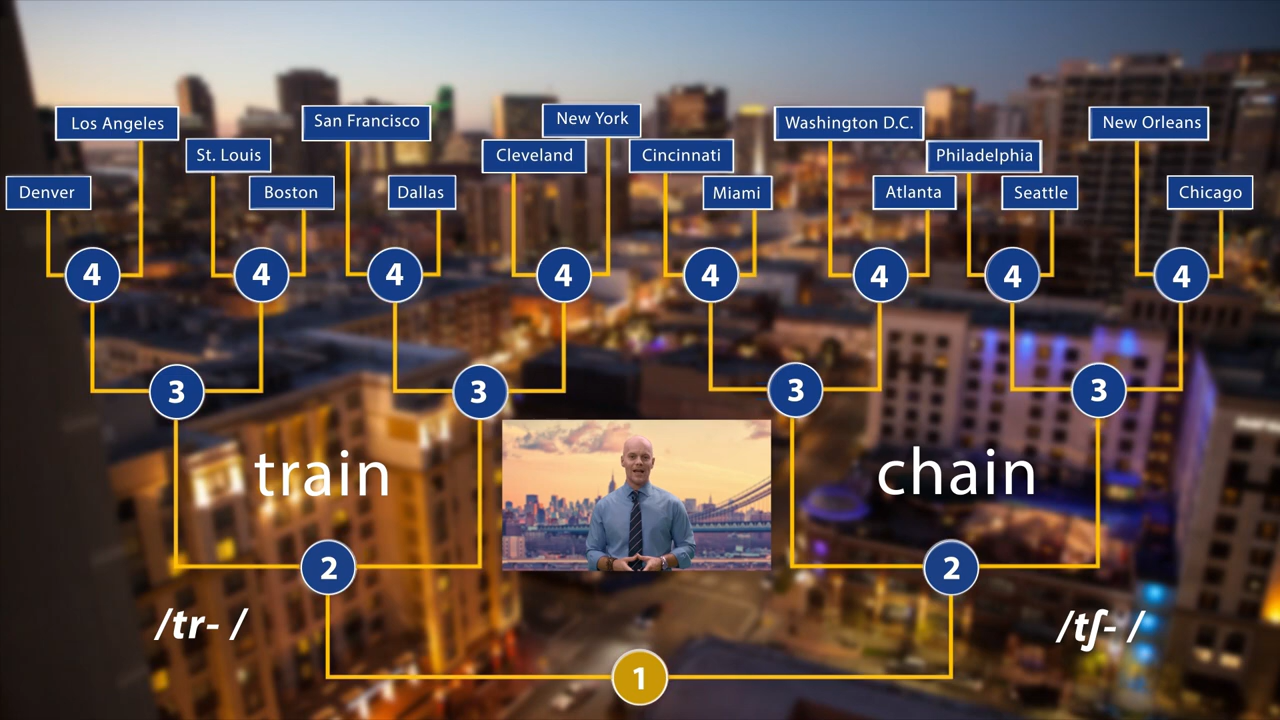 Los Angeles
San Francisco
New York
Washington D.C.
New Orleans
St. Louis
Cleveland
Cincinnati
Philadelphia
Denver
Boston
Dallas
Miami
Atlanta
Seattle
Chicago
4
4
4
4
4
4
4
4
3
3
3
3
train
chain
2
2
/tr- /
/tʃ- /
1